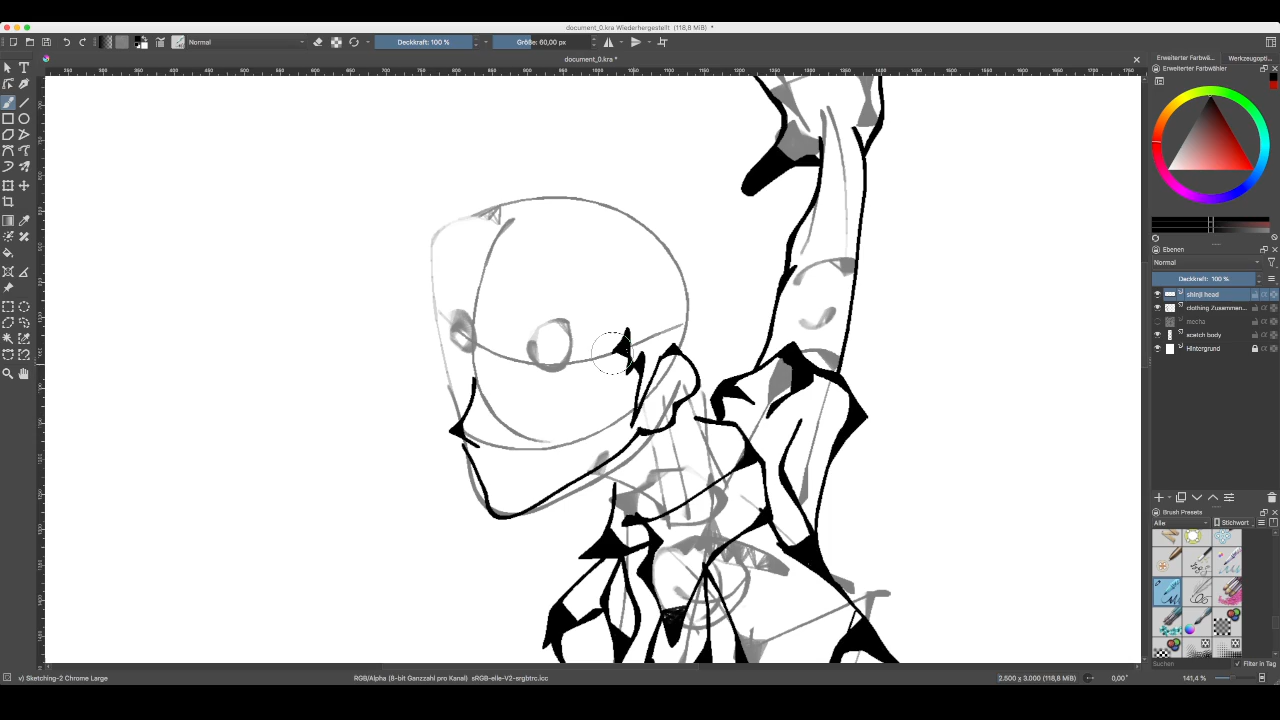 document_0.kra Wiederhergestellt (118,8 MiB) *
Normal
Deckkraft: 100 %
Größe: 60,00 px
document_0.kra *
Erweiterter Farbwä...
Werkzeugopti...
Erweiterter Farbwähler
Ebenen
Normal
Deckkraft: 100 %
shinji head
clothing Zusammen...
mocha
scetch body
Hintergrund
Brush Presets
Alle
Stichwort
Suchen
Filter in Tag
v) Sketching-2 Chrome Large
RGB/Alpha (8-bit Ganzzahl pro Kanal) sRGB-elle-V2-srgbtrc.icc
2.500 x 3.000 (118,8 MiB)
0,00°
141,4 %